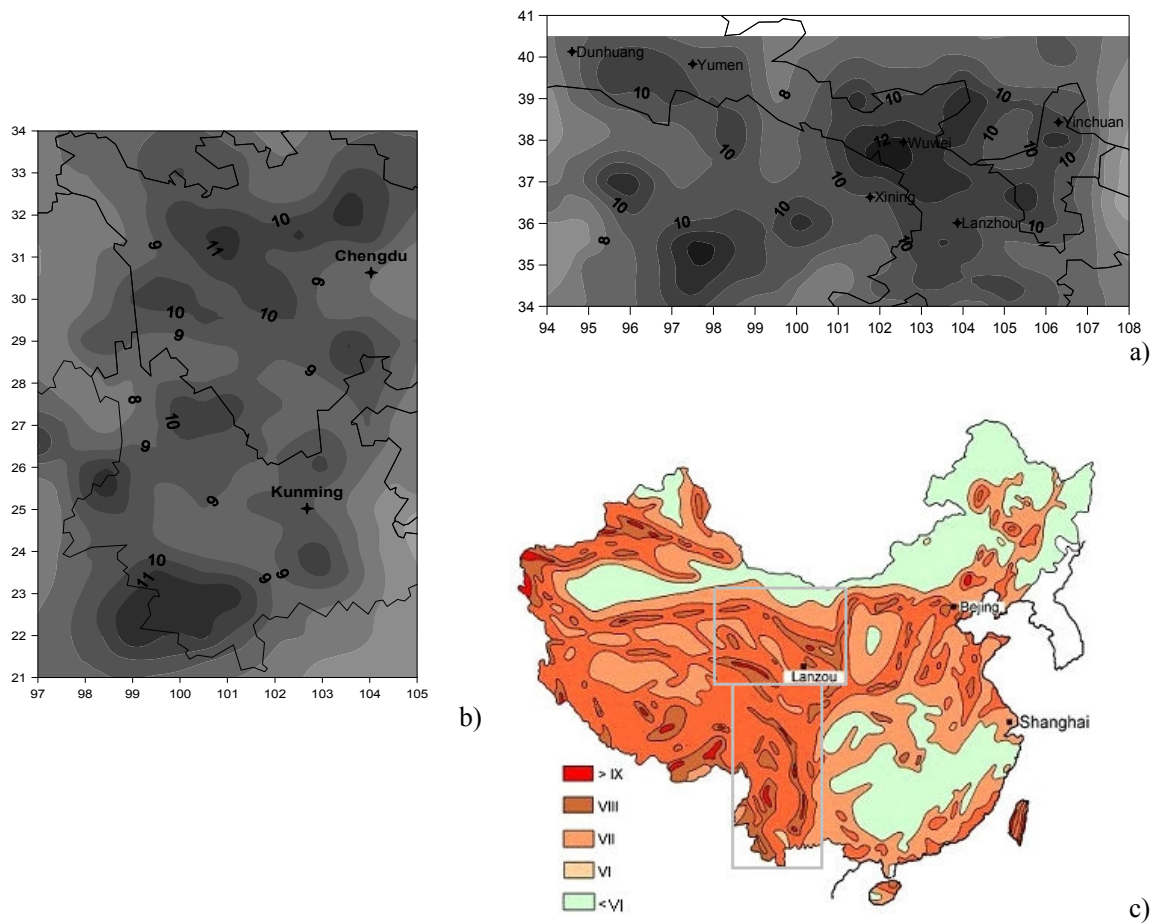 41
40
39
38
37
36
35
34
94 95 96 97 98 99 100 101 102 103 104 105 106 107 108
Dunhuang
Yumen
Wuwei
Yinchuan
Xining
Lanzhou
10
8
10
10
10
10
12
10
10
10
10
10
10
8
10
10
a)
34
33
32
31
30
29
28
27
26
25
24
23
22
21
97 98 99 100 101 102 103 104 105
10
9
11
Chengdu
9
10
10
9
9
8
10
9
9
Kunming
10
11
9
9
b)
Bejing
Lanzou
Shanghai
> IX
VIII
VII
VI
< VI
c)